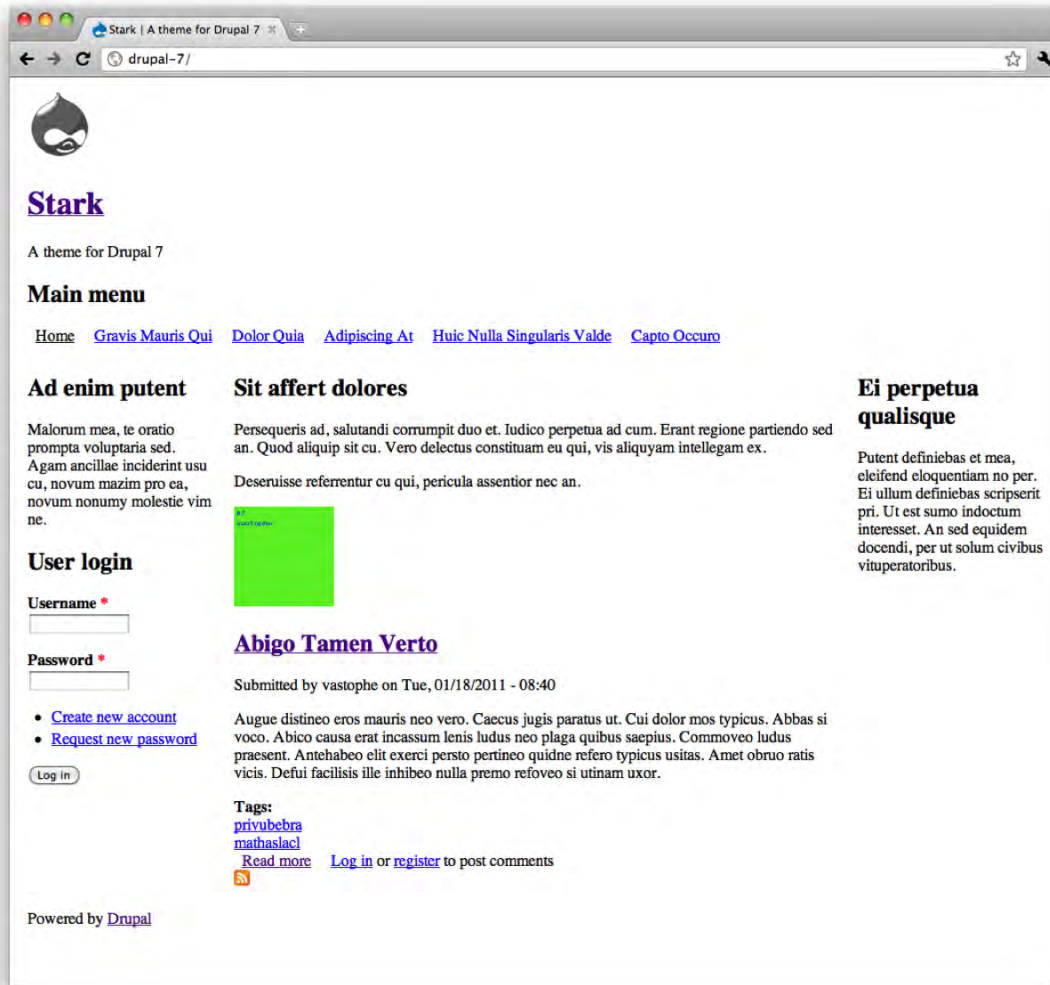 Stark | A theme for Drupal 7
drupal-7/
Stark
A theme for Drupal 7
Main menu
Home Gravis Mauris Qui Dolor Quia Adipiscing At Huic Nulla Singularis Valde Capto Occuro
Ad enim putent
Malorum mea, te oratio
prompta voluptaria sed.
Agam ancillae inciderint usu
cu, novum mazim pro ea,
novum nonumy molestie vim
ne.
User login
Username *
Password *
Create new account
Request new password
Log in
Sit affert dolores
Persequeris ad, salutandi corrumpit duo et. Iudico perpetua ad cum. Erant regione partiendo sed
an. Quod aliquip sit cu. Vero delectus constituam eu qui, vis aliquyam intellegam ex.
Deseruisse referrentur cu qui, pericula assentior nec an.
vastophe
Abigo Tamen Verto
Submitted by vastophe on Tue, 01/18/2011 - 08:40
Augue distineo eros mauris neo vero. Caecus jugis paratus ut. Cui dolor mos typicus. Abbas si
voco. Abico causa erat incassum lenis ludus neo plaga quibus saepius. Commoveo ludus
praesent. Antehabeo elit exerci persto pertineo quidne refero typicus usitas. Amet obruo ratis
vicis. Defui facilisis ille inhibeo nulla premo refoveo si utinam uxor.
Tags:
privubebra
mathaslacl
Read more Log in or register to post comments
Ei perpetua
qualisque
Putent definiebas et mea,
eleifend eloquentiam no per.
Ei ullum definiebas scripserit
pri. Ut est sumo indoctum
interesset. An sed equidem
docendi, per ut solum civibus
vituperatoribus.
Powered by Drupal